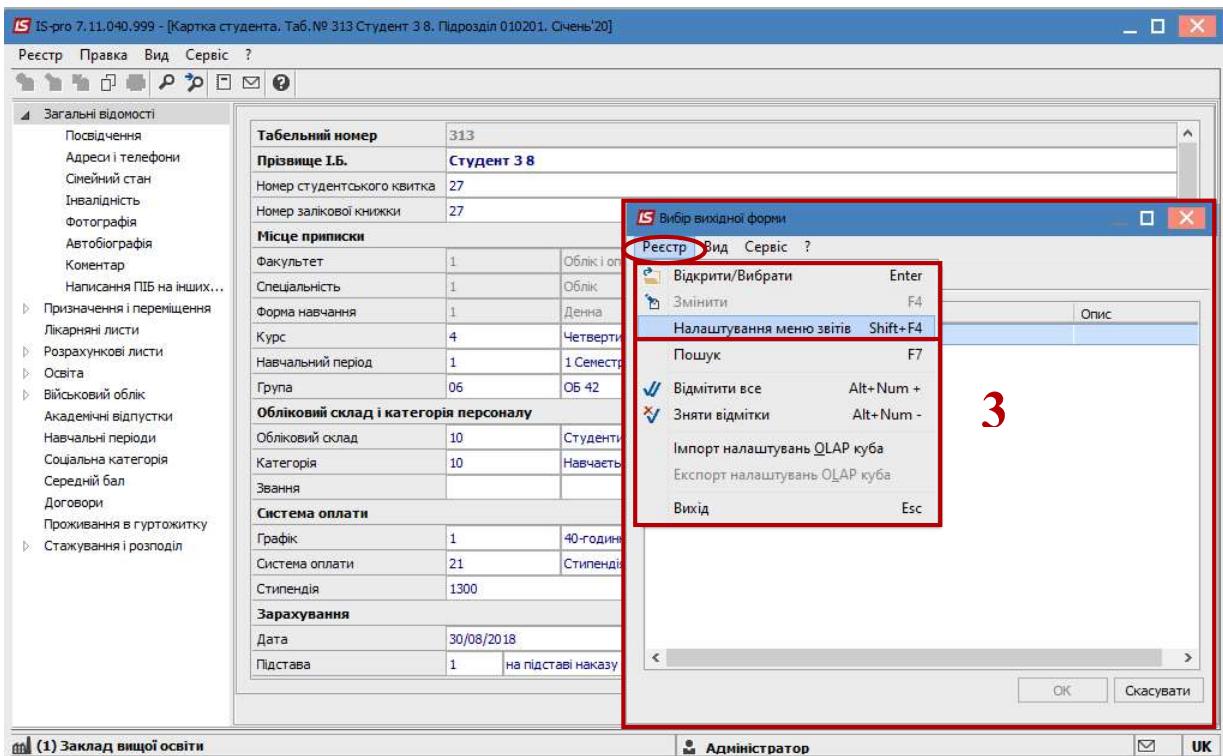 IS-pro 7.11.040.999 - [Картка студента. Таб.№ 313 Студент З 8. Підрозділ 010201. Січень'20]
Реєстр Правка Вид Сервіс ?
Загальні відомості
Посвідчення
Адреси і телефони
Сімейний стан
Інвалідність
Фотографія
Автобіографія
Коментар
Написання ПІБ на інших...
Призначення і переміщення
Лікарняні листи
Розрахункові листи
Освіта
Військовий облік
Академічні відпустки
Навчальні періоди
Соціальна категорія
Середній бал
Договори
Проживання в гуртожитку
Стажування і розподіл
Табельний номер 313
Прізвище І.Б. Студент З 8
Номер студентського квитка 27
Номер залікової книжки 27
Місце приписки
Факультет 1 Облік і оп
Спеціальність 1 Облік
Форма навчання 1 Денна
Курс 4 Четверти
Навчальний період 1 1 Семестр
Група 06 ОБ 42
Обліковий склад і категорія персоналу
Обліковий склад 10 Студенти
Категорія 10 Навчаєть
Звання
Система оплати
Графік 1 40-годинн
Система оплати 21 Стипендія
Стипендія 1300
Зарахування
Дата 30/08/2018
Підстава 1 на підставі наказу
Вибір вихідної форми
Реєстр Вид Сервіс ?
Відкрити/Вибрати Enter
Змінити F4
Опис
Налаштування меню звітів Shift+F4
Пошук F7
Відмітити все Alt+Num +
Зняти відмітки Alt+Num -
3
Імпорт налаштувань OLAP куба
Експорт налаштувань OLAP куба
Вихід Esc
OK Скасувати
(1) Заклад вищої освіти Адміністратор UK